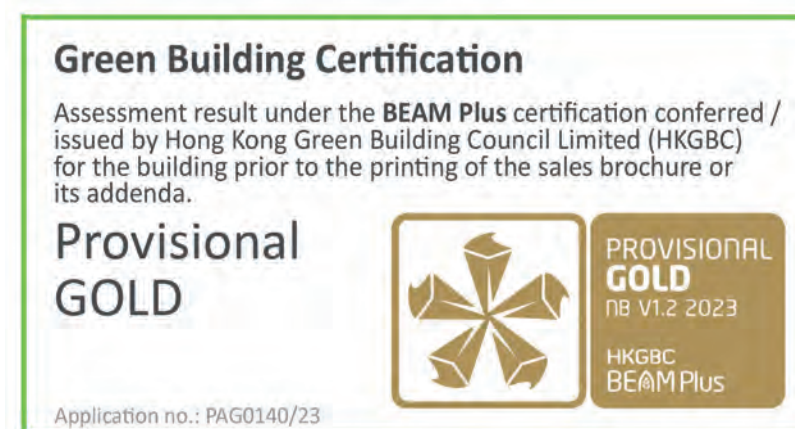 Green Building Certification
Assessment result under the BEAM Plus certification conferred /
issued by Hong Kong Green Building Council Limited (HKGBC)
for the building prior to the printing of the sales brochure or
its addenda.
Provisional
GOLD
PROVISIONAL
GOLD
NB V1.2 2023
HKGBC
BEAM Plus
Application no.: PAG0140/23